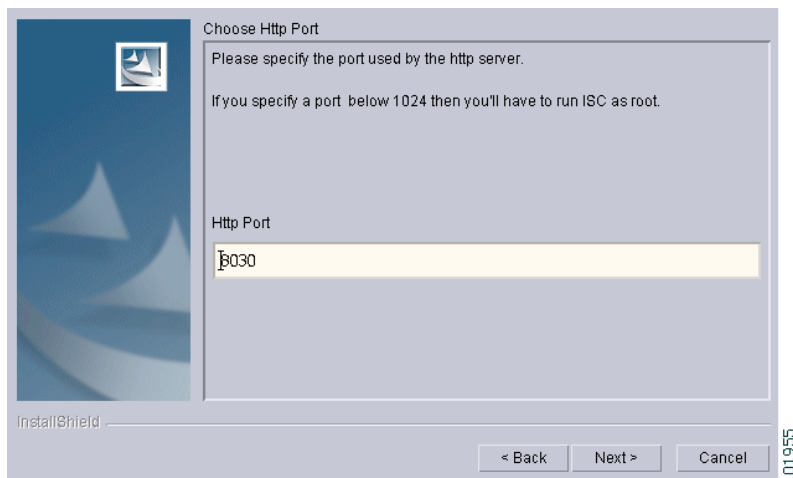 Choose Http Port
Please specify the port used by the http server.
If you specify a port below 1024 then you'll have to run ISC as root.
Http Port
8030
InstallShield
< Back
Next >
Cancel
01955